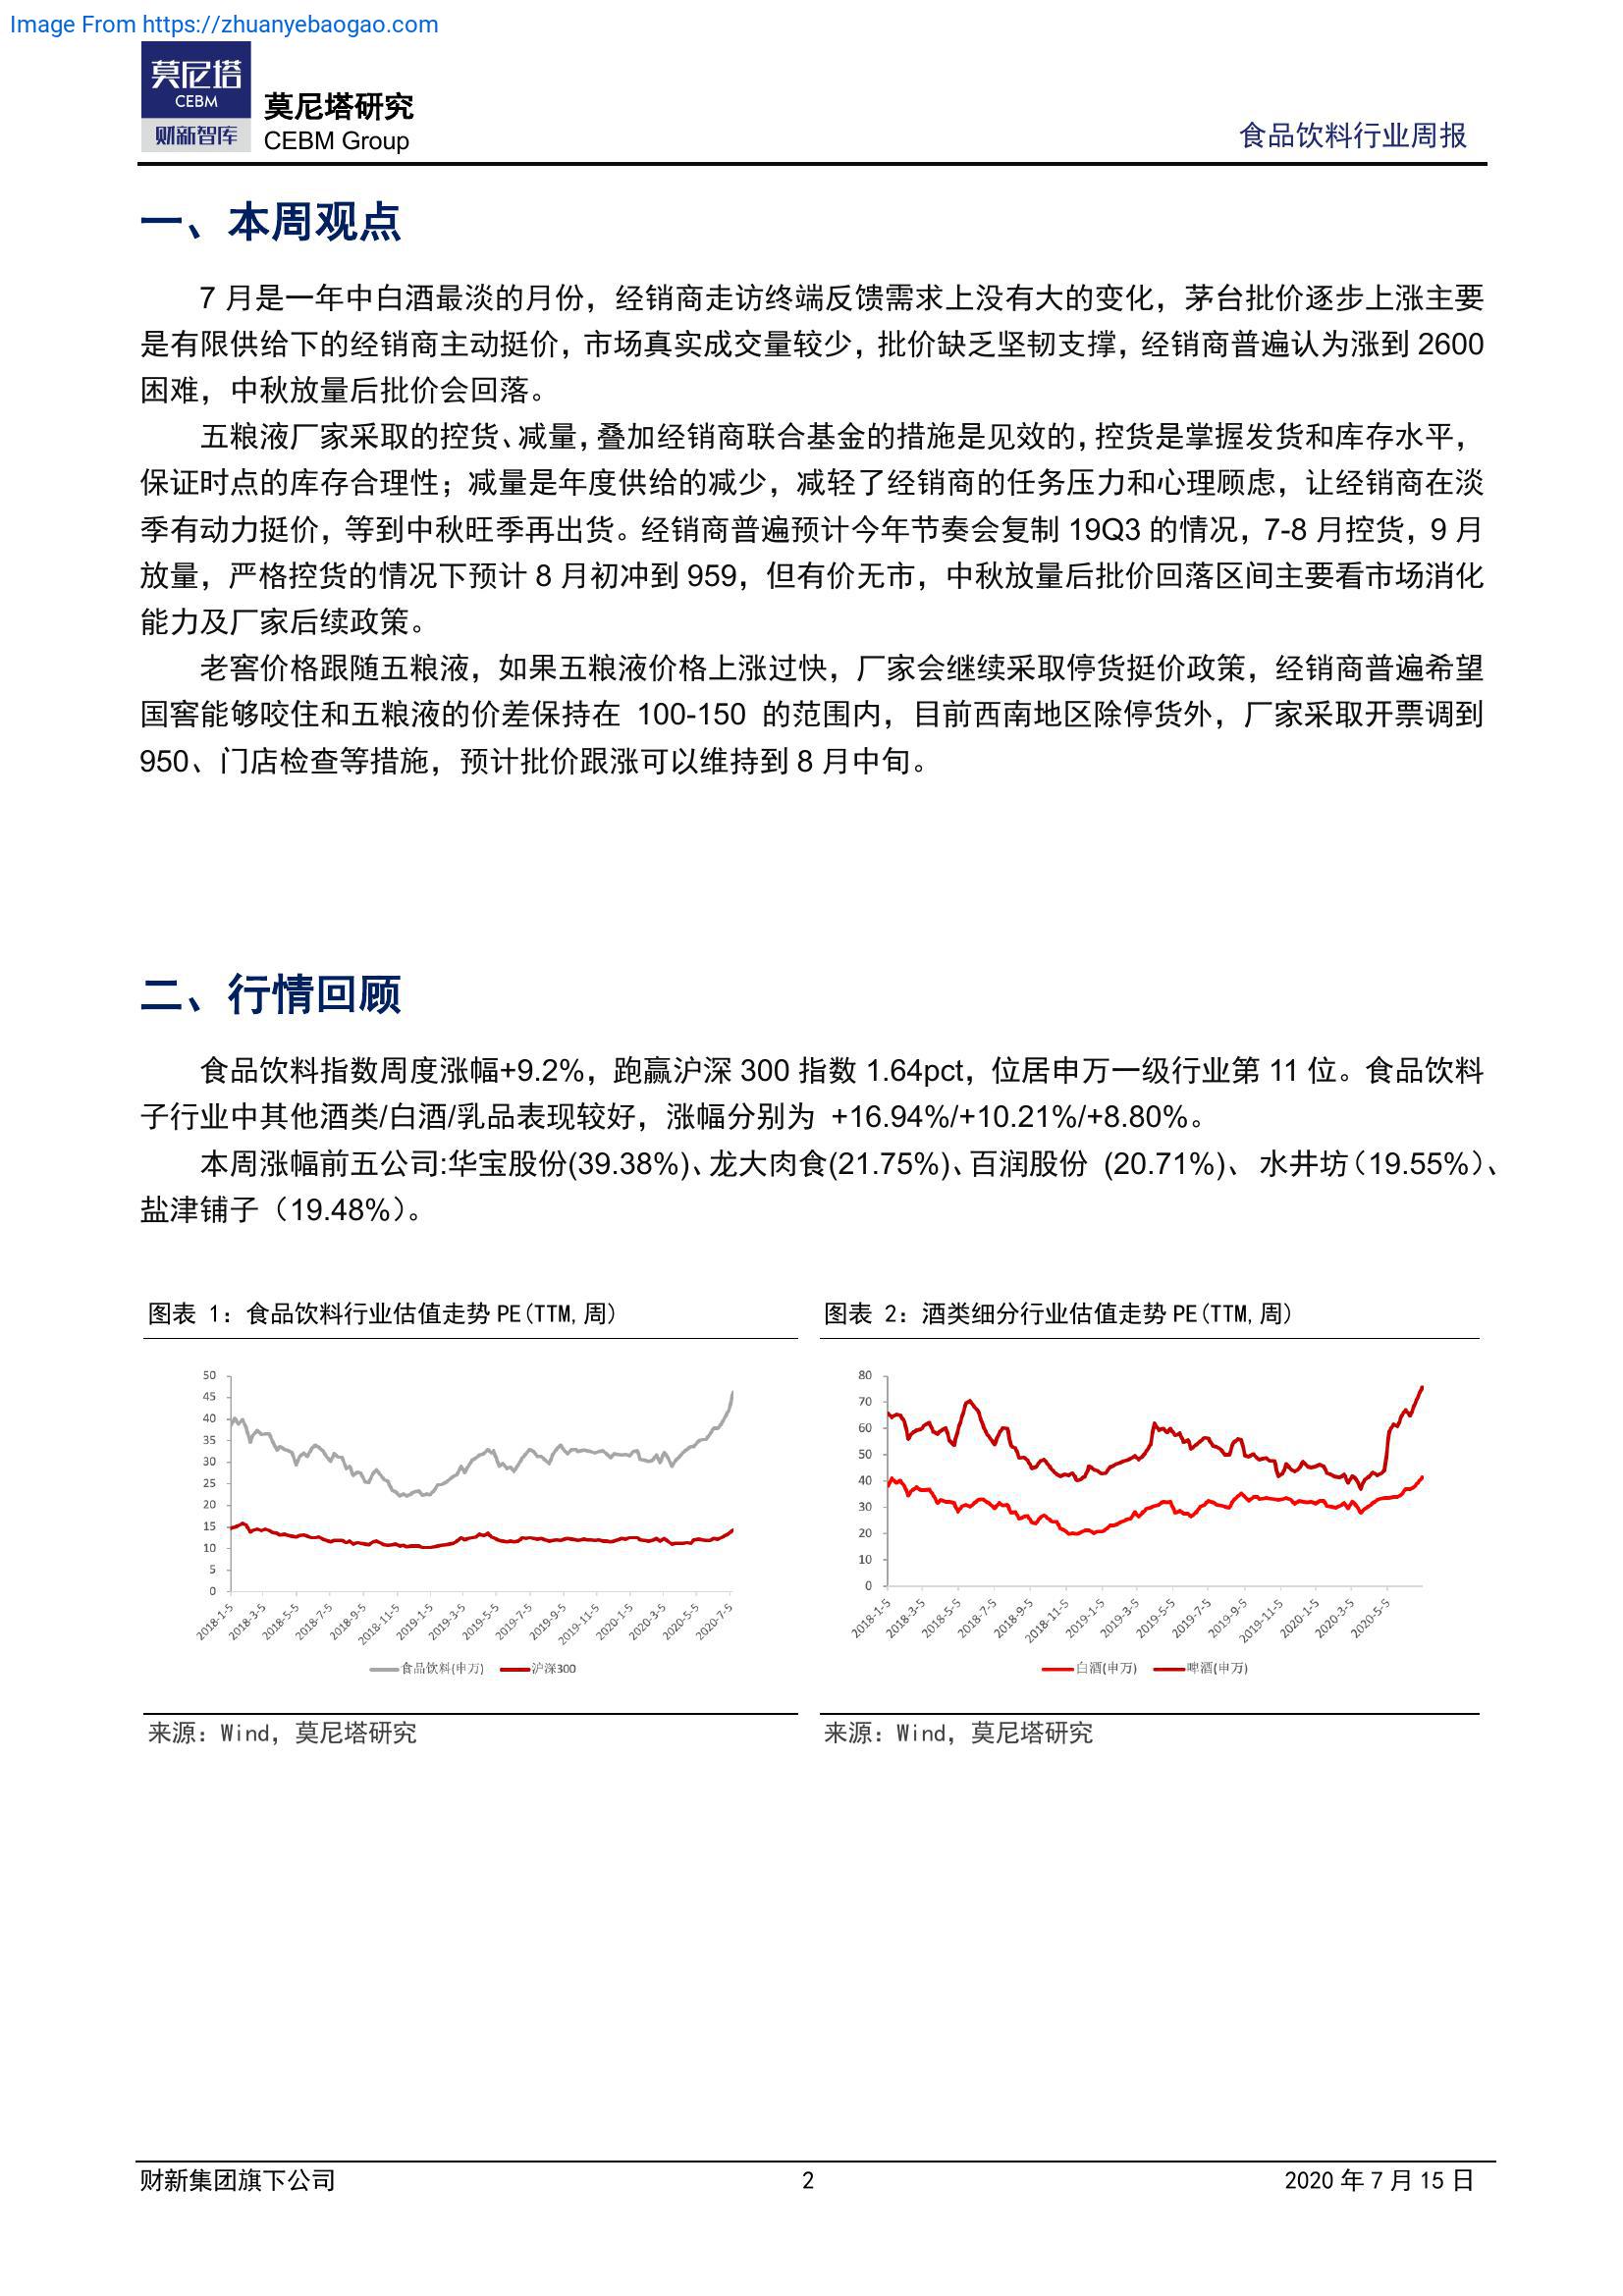 Image From https://zhuanyebaogao.com
莫尼塔
CEBM
财新智库
莫尼塔研究
CEBM Group
食品饮料行业周报
一、本周观点
7 月是一年中白酒最淡的月份，经销商走访终端反馈需求上没有大的变化，茅台批价逐步上涨主要
是有限供给下的经销商主动挺价，市场真实成交量较少，批价缺乏坚韧支撑，经销商普遍认为涨到 2600
困难，中秋放量后批价会回落。
五粮液厂家采取的控货、减量，叠加经销商联合基金的措施是见效的，控货是掌握发货和库存水平，
保证时点的库存合理性；减量是年度供给的减少，减轻了经销商的任务压力和心理顾虑，让经销商在淡
季有动力挺价，等到中秋旺季再出货。经销商普遍预计今年节奏会复制 19Q3 的情况，7-8 月控货，9 月
放量，严格控货的情况下预计 8 月初冲到 959，但有价无市，中秋放量后批价回落区间主要看市场消化
能力及厂家后续政策。
老窖价格跟随五粮液，如果五粮液价格上涨过快，厂家会继续采取停货挺价政策，经销商普遍希望
国窖能够咬住和五粮液的价差保持在 100-150 的范围内，目前西南地区除停货外，厂家采取开票调到
950、门店检查等措施，预计批价跟涨可以维持到 8 月中旬。
二、行情回顾
食品饮料指数周度涨幅+9.2%，跑赢沪深 300 指数 1.64pct，位居申万一级行业第 11 位。食品饮料
子行业中其他酒类/白酒/乳品表现较好，涨幅分别为 +16.94%/+10.21%/+8.80%。
本周涨幅前五公司:华宝股份(39.38%)、龙大肉食(21.75%)、百润股份 (20.71%)、 水井坊（19.55%）、
盐津铺子（19.48%）。
图表 1：食品饮料行业估值走势 PE(TTM,周)
50
45
40
35
30
25
20
15
10
5
0
2018-1-5
2018-3-5
2018-5-5
2018-7-5
2018-9-5
2018-11-5
2019-1-5
2019-3-5
2019-5-5
2019-7-5
2019-9-5
2019-11-5
2020-1-5
2020-3-5
2020-5-5
2020-7-5
食品饮料(申万)
沪深300
来源：Wind，莫尼塔研究
图表 2：酒类细分行业估值走势 PE(TTM,周)
80
70
60
50
40
30
20
10
0
2018-1-5
2018-3-5
2018-5-5
2018-7-5
2018-9-5
2018-11-5
2019-1-5
2019-3-5
2019-5-5
2019-7-5
2019-9-5
2019-11-5
2020-1-5
2020-3-5
2020-5-5
白酒(申万)
啤酒(申万)
来源：Wind，莫尼塔研究
财新集团旗下公司
2
2020 年 7 月 15 日